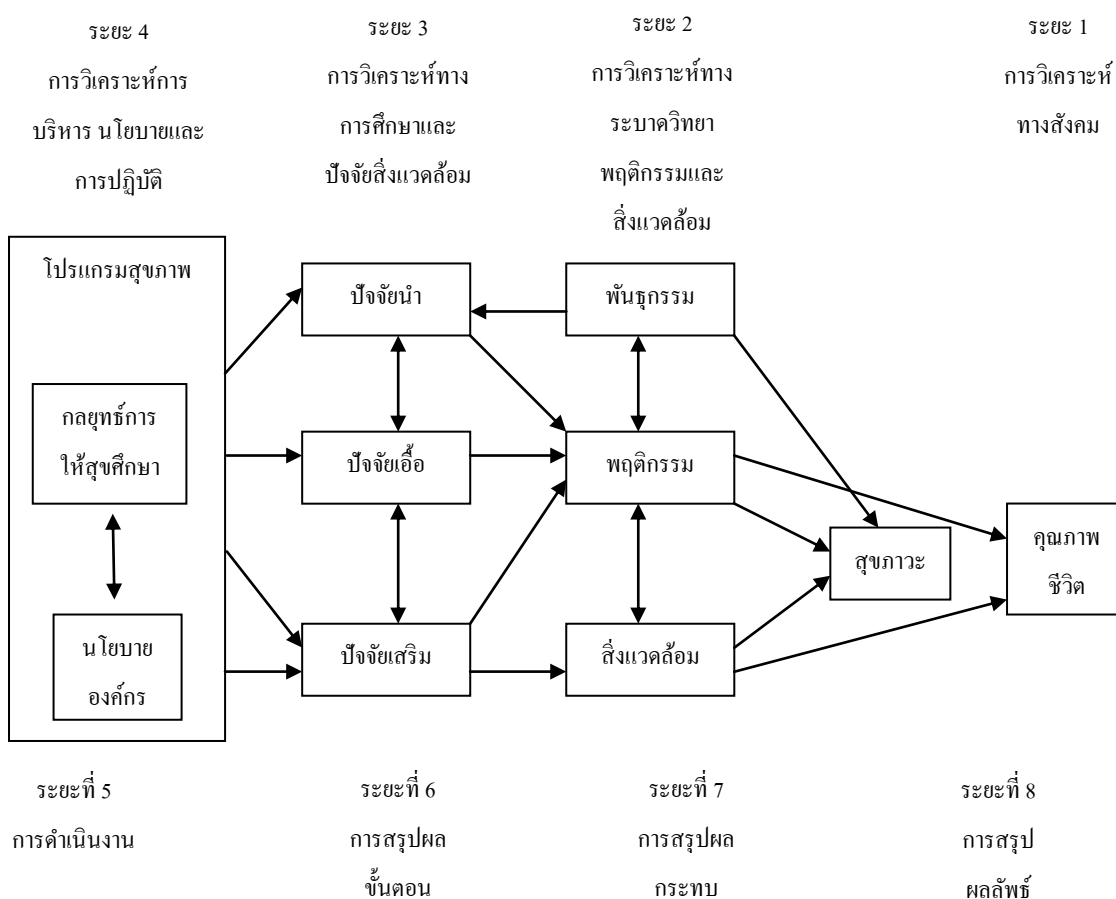 ระยะ 4
การวิเคราะห์การ
บริหาร นโยบายและ
การปฏิบัติ
ระยะ 3
การวิเคราะห์ทาง
การศึกษาและ
ปัจจัยสิ่งแวดล้อม
ระยะ 2
การวิเคราะห์ทาง
ระบาดวิทยา
พฤติกรรมและ
สิ่งแวดล้อม
ระยะ 1
การวิเคราะห์
ทางสังคม
โปรแกรมสุขภาพ
กลยุทธ์การ
ให้สุขศึกษา
นโยบาย
องค์กร
ปัจจัยนำ
ปัจจัยเอื้อ
ปัจจัยเสริม
พันธุกรรม
พฤติกรรม
สิ่งแวดล้อม
สุขภาวะ
คุณภาพ
ชีวิต
ระยะที่ 5
การดำเนินงาน
ระยะที่ 6
การสรุปผล
ขั้นตอน
ระยะที่ 7
การสรุปผล
กระทบ
ระยะที่ 8
การสรุป
ผลลัพธ์